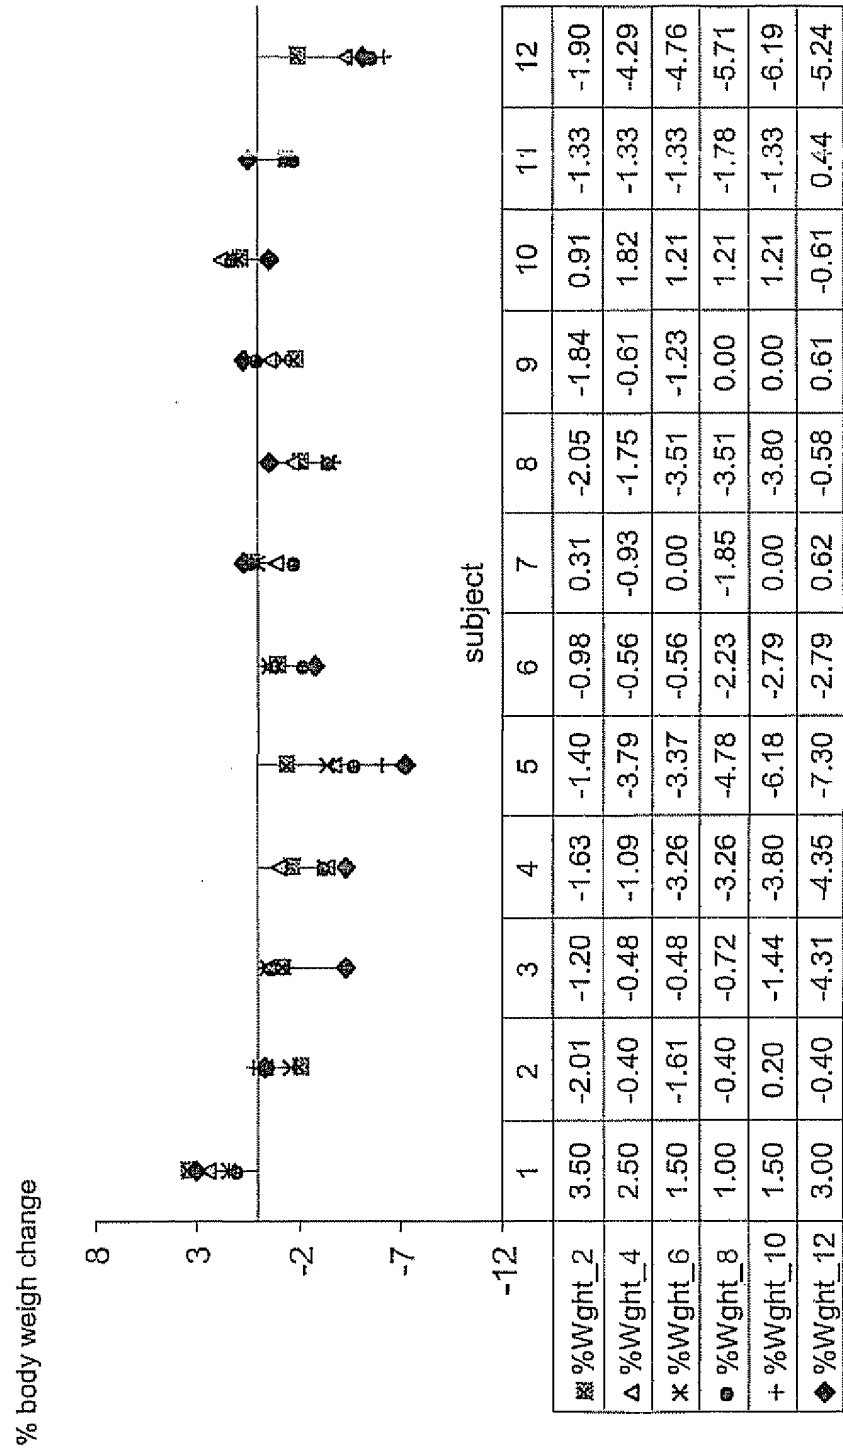 % body weigh change
8
3
-2
-7
-12
subject
1 2 3 4 5 6 7 8 9 10 11 12
%Wght_2 3.50 -2.01 -1.20 -1.63 -1.40 -0.98 0.31 -2.05 -1.84 0.91 -1.33 -1.90
%Wght_4 2.50 -0.40 -0.48 -1.09 -3.79 -0.56 -0.93 -1.75 -0.61 1.82 -1.33 -4.29
%Wght_6 1.50 -1.61 -0.48 -3.26 -3.37 -0.56 0.00 -3.51 -1.23 1.21 -1.33 -4.76
%Wght_8 1.00 -0.40 -0.72 -3.26 -4.78 -2.23 -1.85 -3.51 0.00 1.21 -1.78 -5.71
%Wght_10 1.50 0.20 -1.44 -3.80 -6.18 -2.79 0.00 -3.80 0.00 1.21 -1.33 -6.19
%Wght_12 3.00 -0.40 -4.31 -4.35 -7.30 -2.79 0.62 -0.58 0.61 -0.61 0.44 -5.24